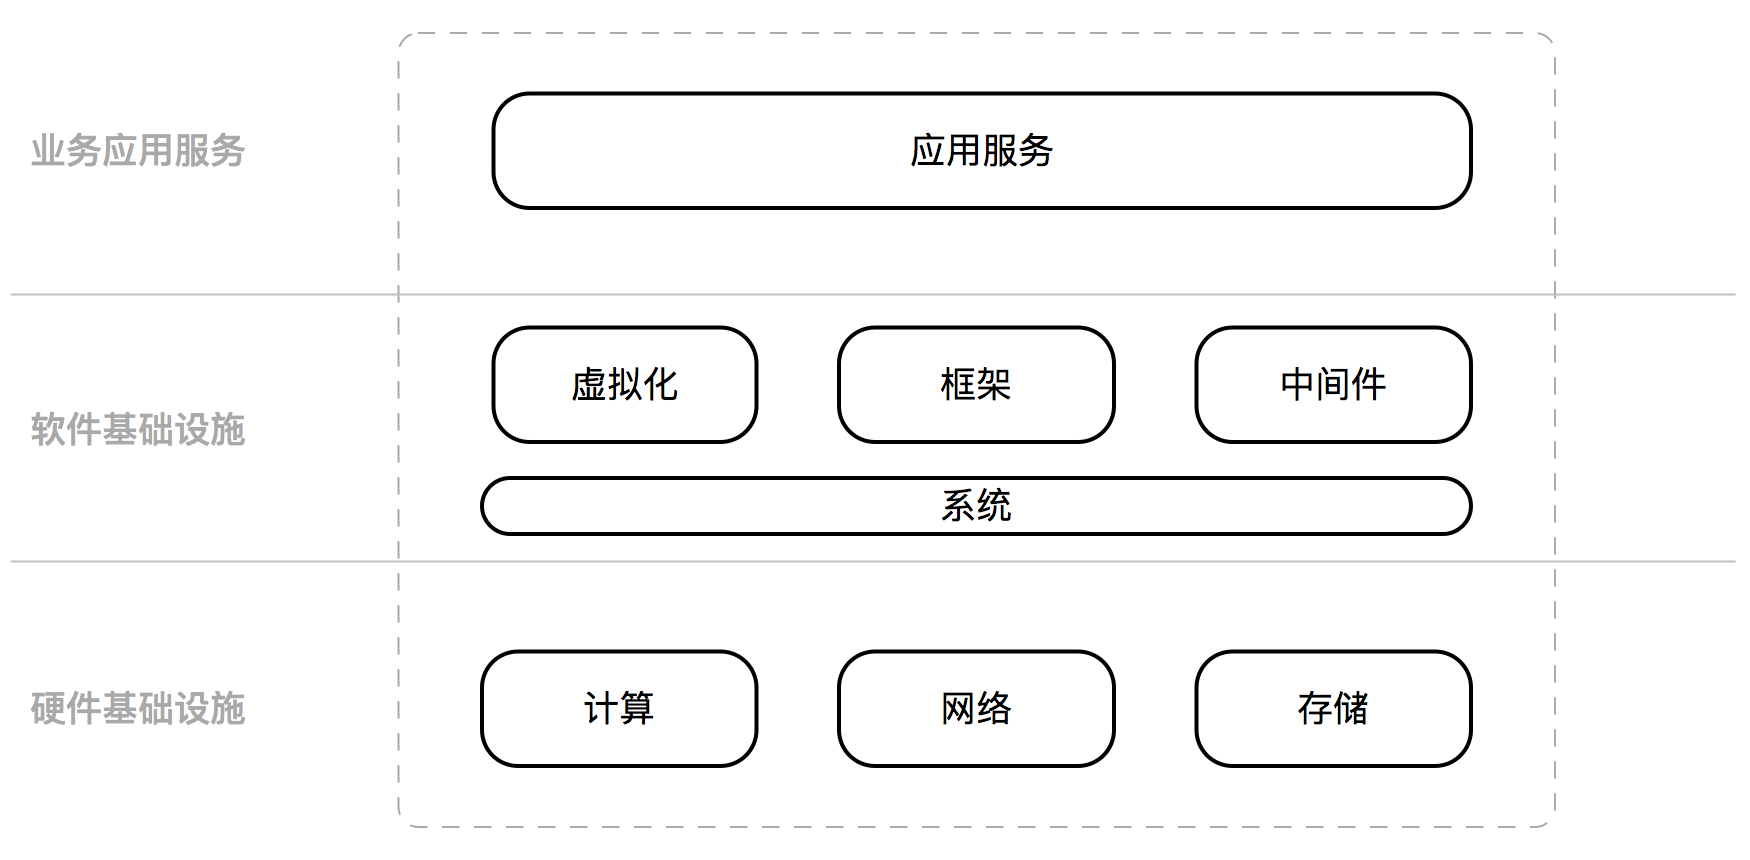 业务应用服务
应用服务
软件基础设施
虚拟化
框架
中间件
系统
硬件基础设施
计算
网络
存储